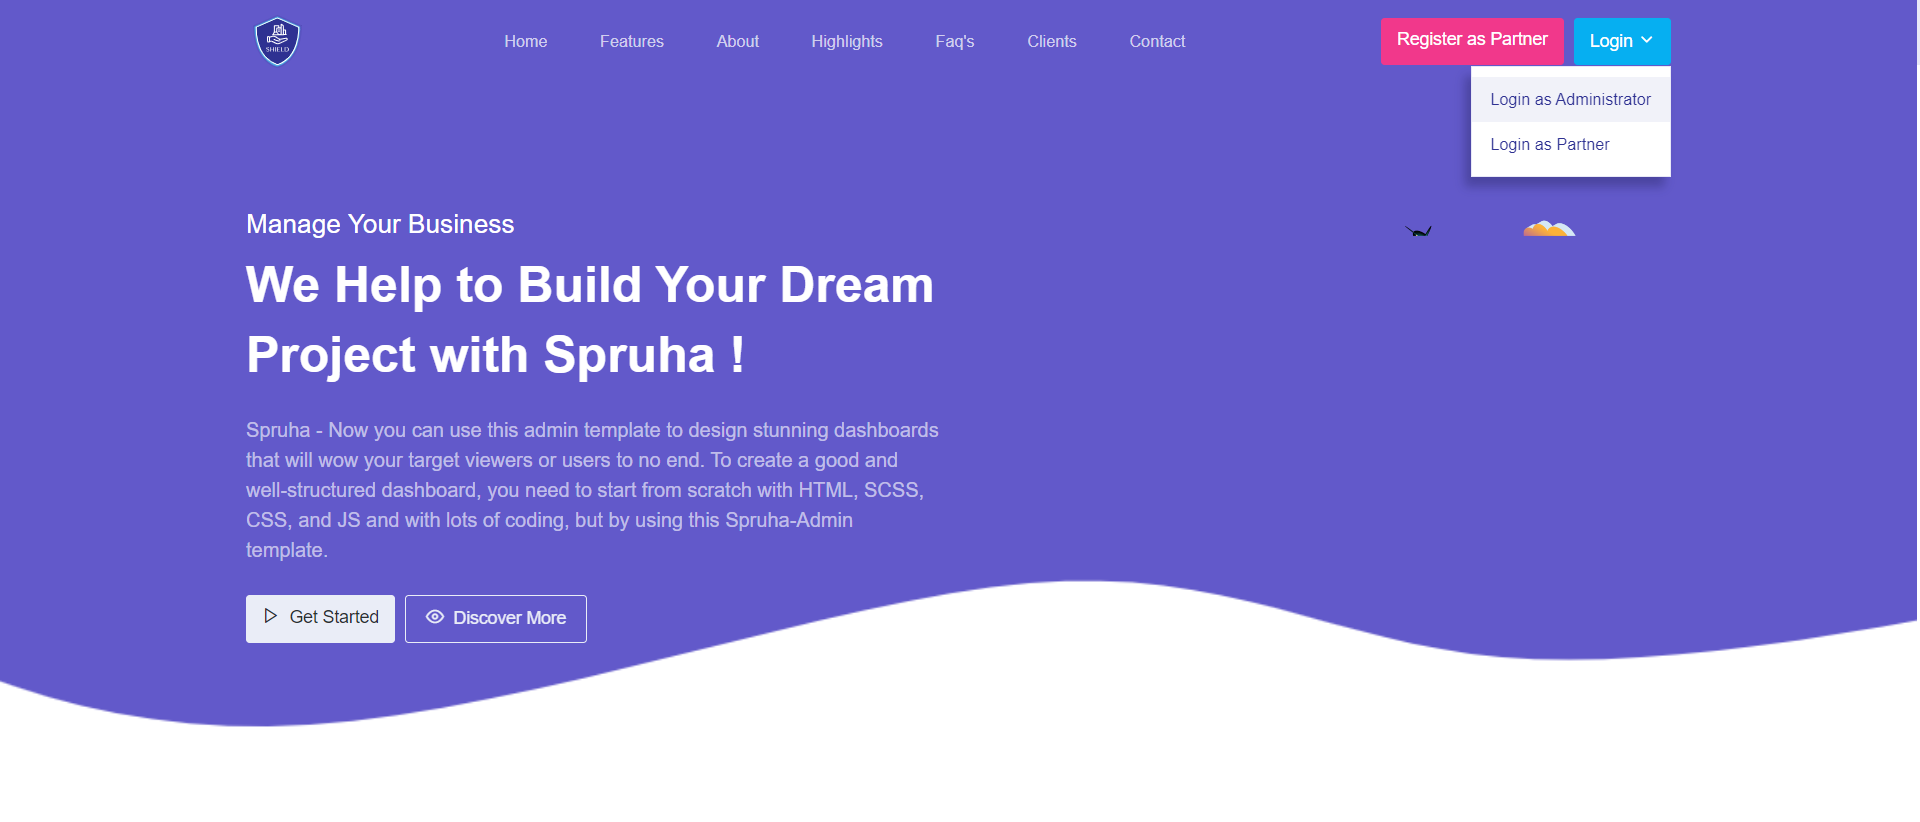 SHIELD
Home
Features
About
Highlights
Faq's
Clients
Contact
Register as Partner
Login
Login as Administrator
Login as Partner
Manage Your Business
We Help to Build Your Dream
Project with Spruha !
Spruha - Now you can use this admin template to design stunning dashboards
that will wow your target viewers or users to no end. To create a good and
well-structured dashboard, you need to start from scratch with HTML, SCSS,
CSS, and JS and with lots of coding, but by using this Spruha-Admin
template.
Get Started
Discover More